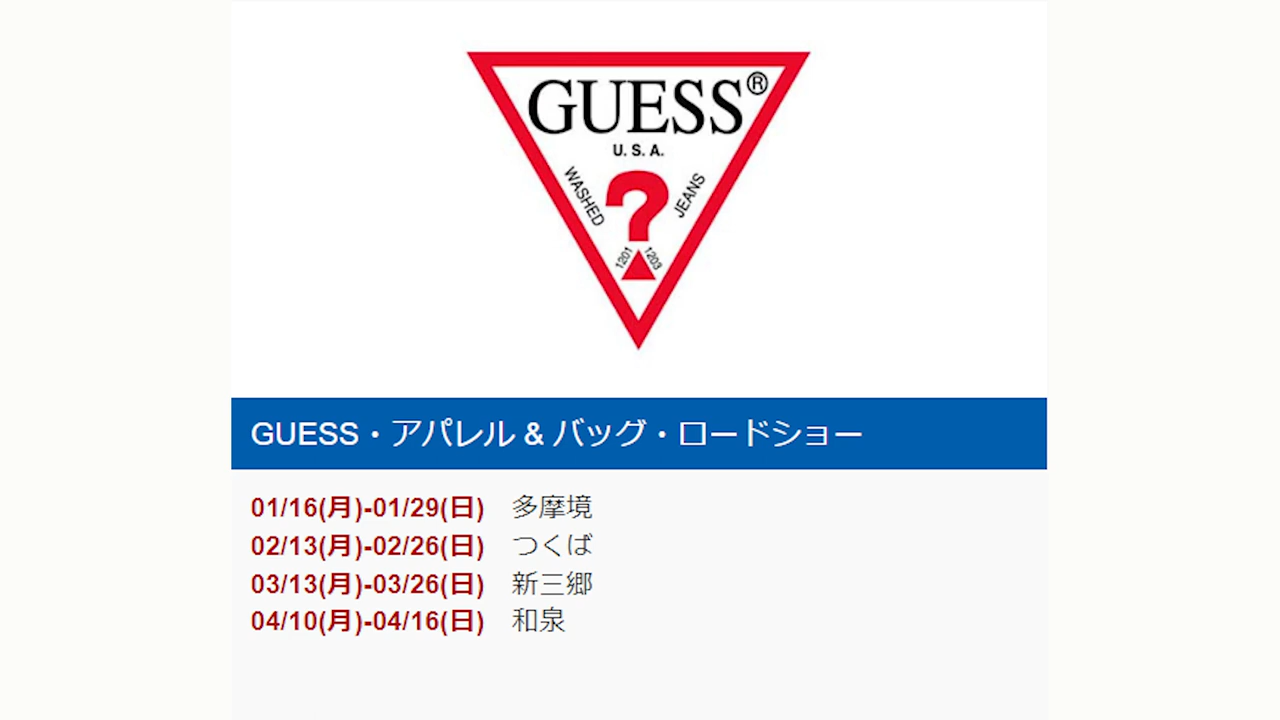 GUESS®
U. S. A.
WASHED
JEANS
?
1201
1203
GUESS・アパレル & バッグ・ロードショー
01/16(月)-01/29(日) 多摩境
02/13(月)-02/26(日) つくば
03/13(月)-03/26(日) 新三郷
04/10(月)-04/16(日) 和泉